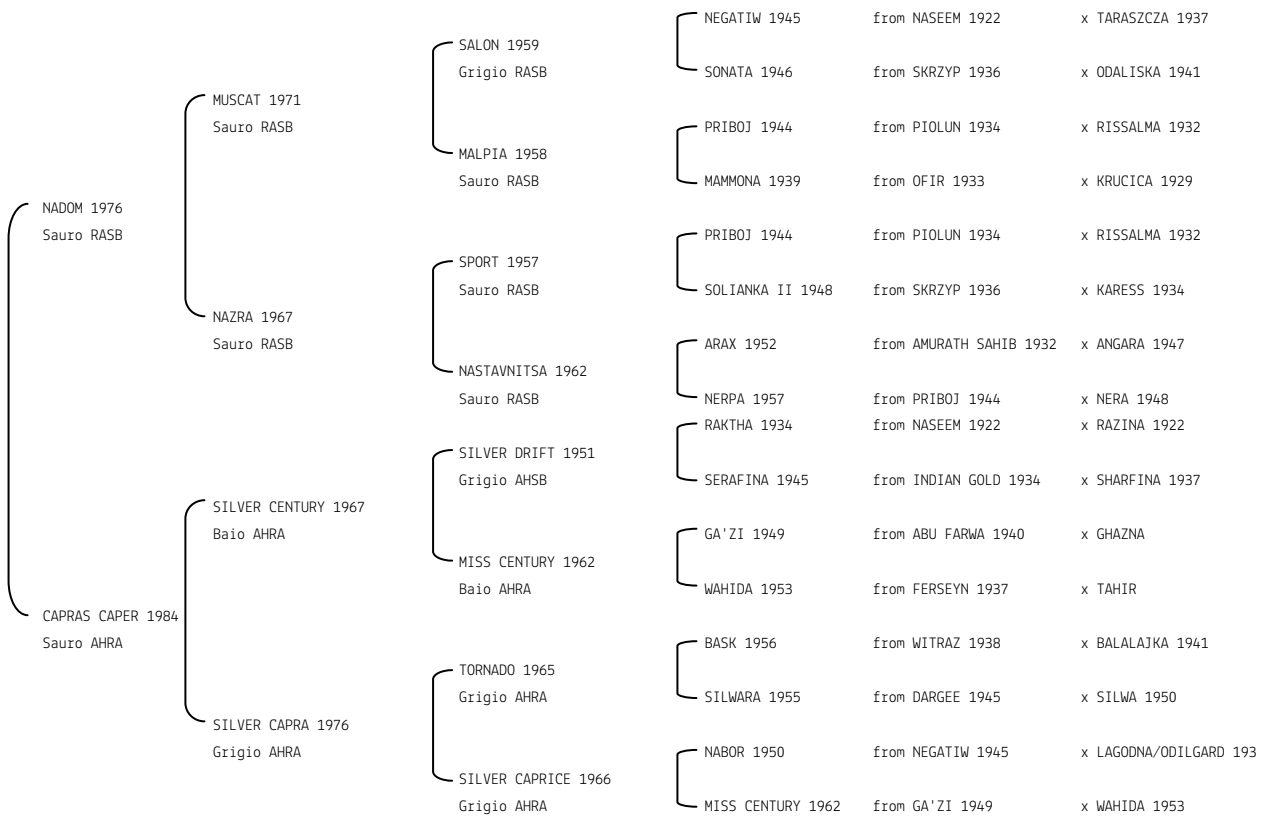 NEGATIW 1945 from NASEEM 1922 x TARASZCZA 1937
SALON 1959
Grigio RASB SONATA 1946 from SKRZYP 1936 x ODALISKA 1941
MUSCAT 1971
Sauro RASB PRIBOJ 1944 from PIOLUN 1934 x RISSALMA 1932
MALPIA 1958
Sauro RASB MAMMONA 1939 from OFIR 1933 x KRUCICA 1929
NADOM 1976
Sauro RASB PRIBOJ 1944 from PIOLUN 1934 x RISSALMA 1932
SPORT 1957
Sauro RASB SOLIANKA II 1948 from SKRZYP 1936 x KARESS 1934
NAZRA 1967
Sauro RASB ARAX 1952 from AMURATH SAHIB 1932 x ANGARA 1947
NASTAVNITSA 1962
Sauro RASB NERPA 1957 from PRIBOJ 1944 x NERA 1948
RAKTHA 1934 from NASEEM 1922 x RAZINA 1922
SILVER DRIFT 1951
Grigio AHSB SERAFINA 1945 from INDIAN GOLD 1934 x SHARFINA 1937
SILVER CENTURY 1967
Baio AHRA GA'ZI 1949 from ABU FARWA 1940 x GHAZNA
MISS CENTURY 1962
Baio AHRA WAHIDA 1953 from FERSEYN 1937 x TAHIR
CAPRAS CAPER 1984
Sauro AHRA BASK 1956 from WITRAZ 1938 x BALALAJKA 1941
TORNADO 1965
Grigio AHRA SILWARA 1955 from DARGEE 1945 x SILWA 1950
SILVER CAPRA 1976
Grigio AHRA NABOR 1950 from NEGATIW 1945 x LAGODNA/ODILGARD 193
SILVER CAPRICE 1966
Grigio AHRA MISS CENTURY 1962 from GA'ZI 1949 x WAHIDA 1953